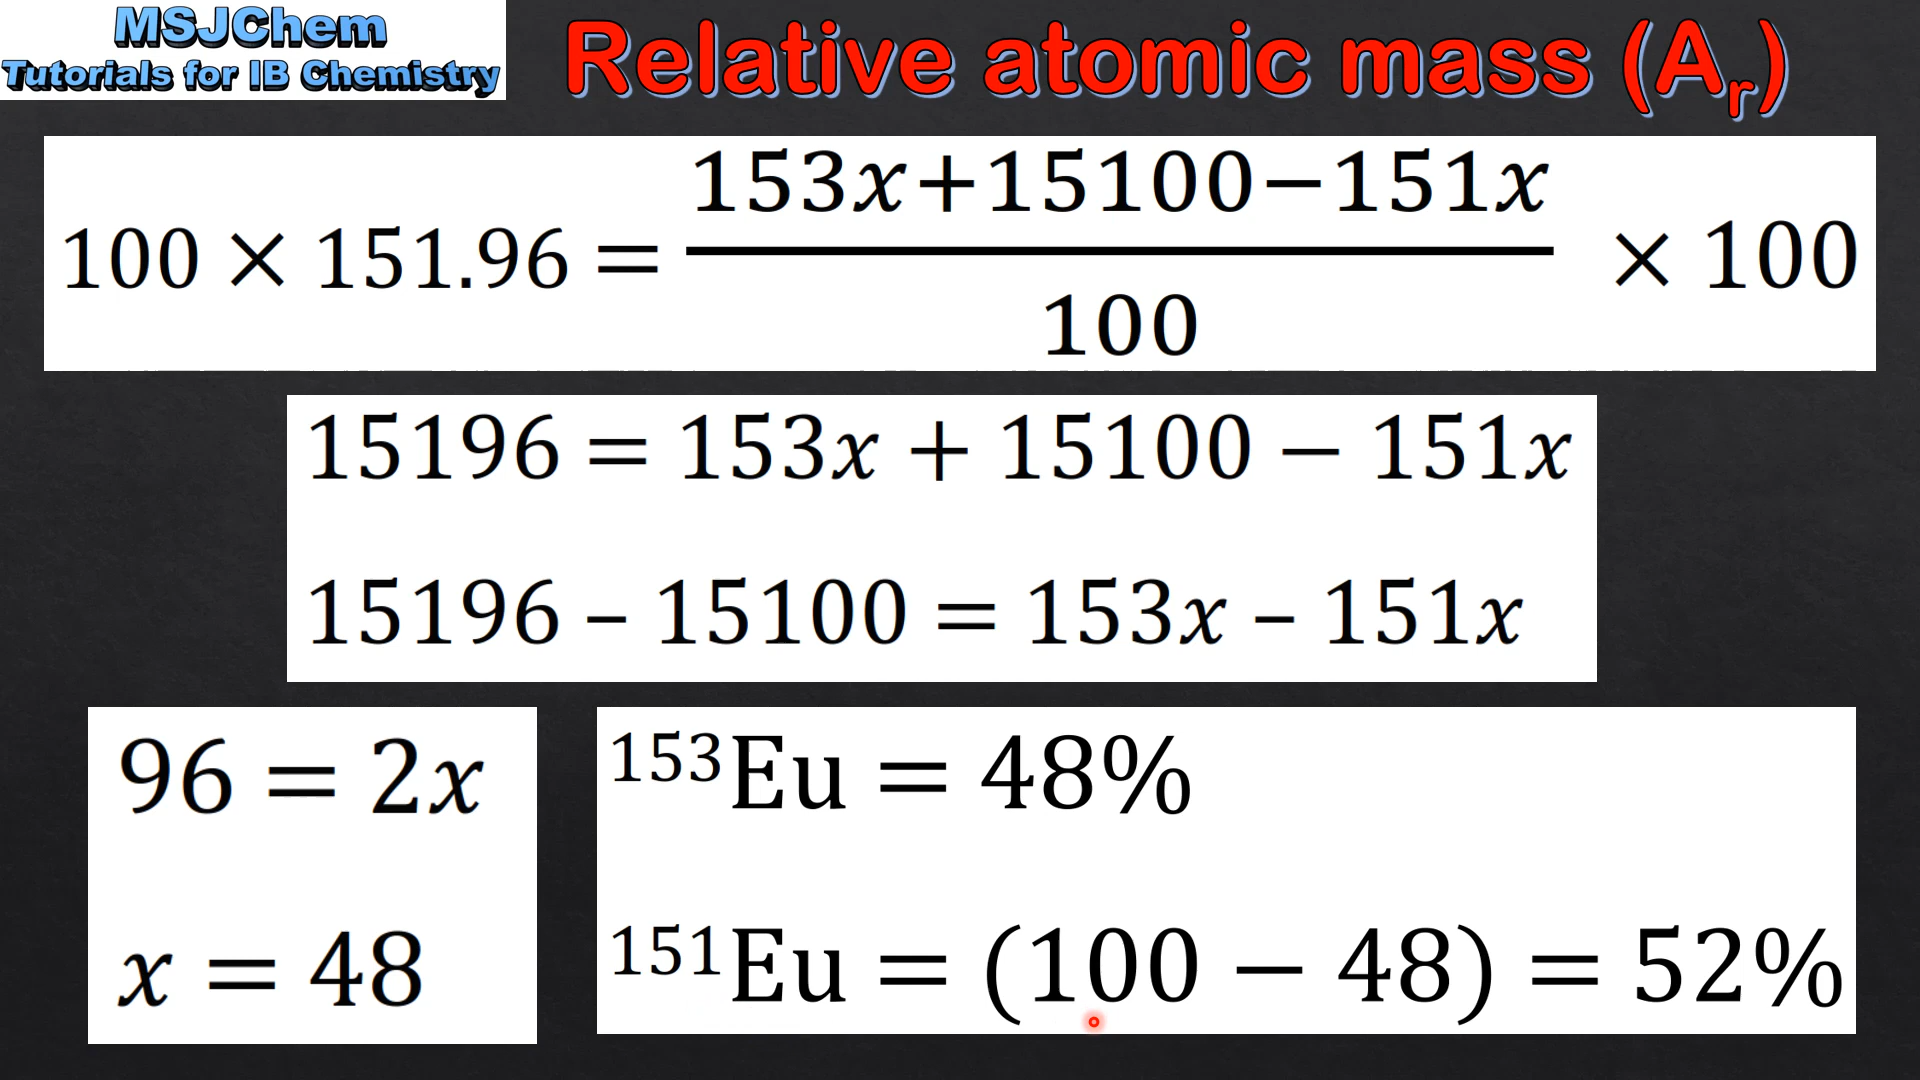 MSJChem
Tutorials for IB Chemistry
Relative atomic mass (Aᵣ)
100 × 151.96 = (153x+15100−151x)/100 × 100
15196 = 153x + 15100 − 151x
15196 – 15100 = 153x – 151x
96 = 2x
x = 48
¹⁵³Eu = 48%
¹⁵¹Eu = (100 − 48) = 52%